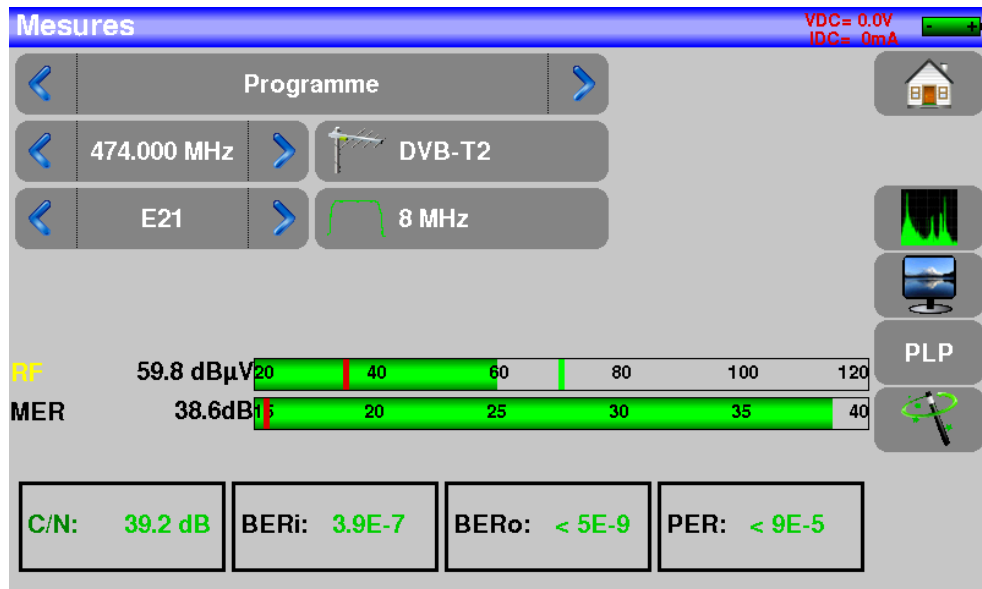 Mesures VDC= 0.0V
IDC= 0mA
- +
Programme
474.000 MHz DVB-T2
E21 8 MHz
PLP
RF 59.8 dBµV 20 40 60 80 100 120
MER 38.6dB 15 20 25 30 35 40
C/N: 39.2 dB BERi: 3.9E-7 BERo: < 5E-9 PER: < 9E-5